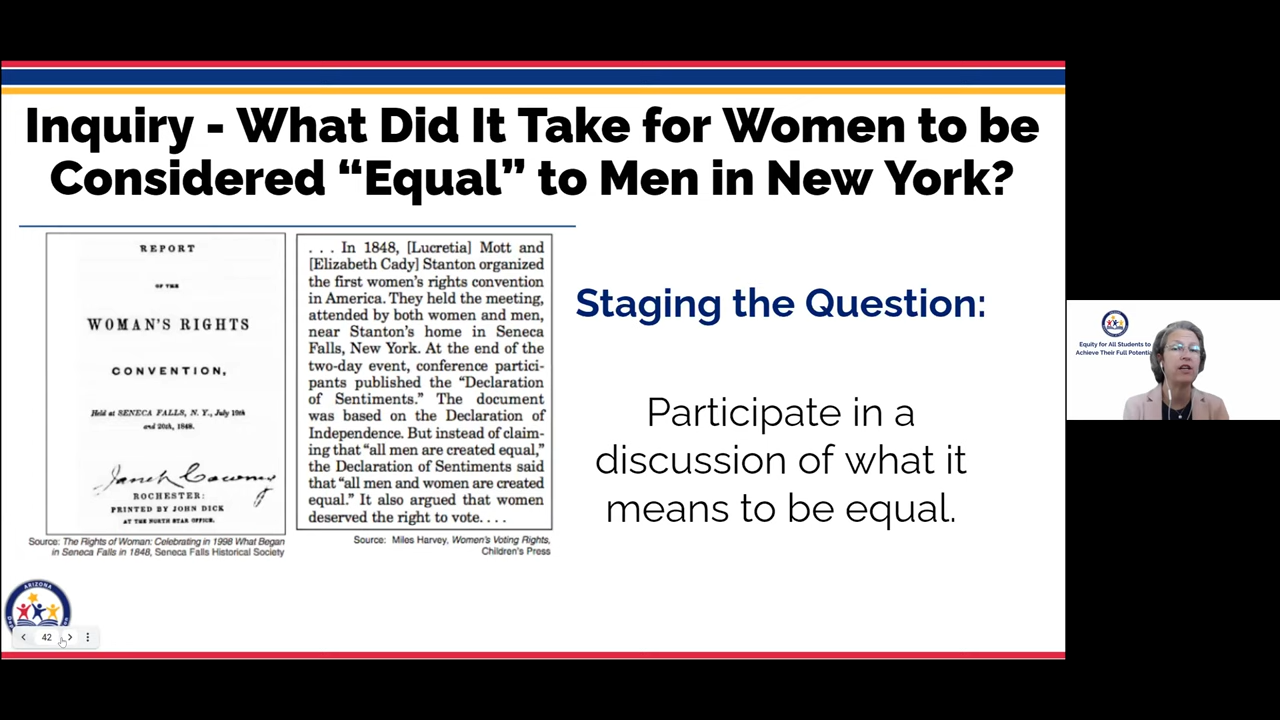 Inquiry - What Did It Take for Women to be
Considered “Equal” to Men in New York?
REPORT
OF THE
WOMAN'S RIGHTS
CONVENTION,
Held at SENECA FALLS, N. Y., July 19th
and 20th, 1848.
ROCHESTER:
PRINTED BY JOHN DICK
AT THE NORTH STAR OFFICE.
Source: The Rights of Woman: Celebrating in 1998 What Began
in Seneca Falls in 1848, Seneca Falls Historical Society
. . . In 1848, [Lucretia] Mott and
[Elizabeth Cady] Stanton organized
the first women's rights convention
in America. They held the meeting,
attended by both women and men,
near Stanton's home in Seneca
Falls, New York. At the end of the
two-day event, conference partici-
pants published the “Declaration
of Sentiments.” The document
was based on the Declaration of
Independence. But instead of claim-
ing that “all men are created equal,”
the Declaration of Sentiments said
that “all men and women are created
equal.” It also argued that women
deserved the right to vote. . . .
Source: Miles Harvey, Women's Voting Rights,
Children's Press
Staging the Question:
Participate in a
discussion of what it
means to be equal.
ARIZONA
42
Equity for All Students to
Achieve Their Full